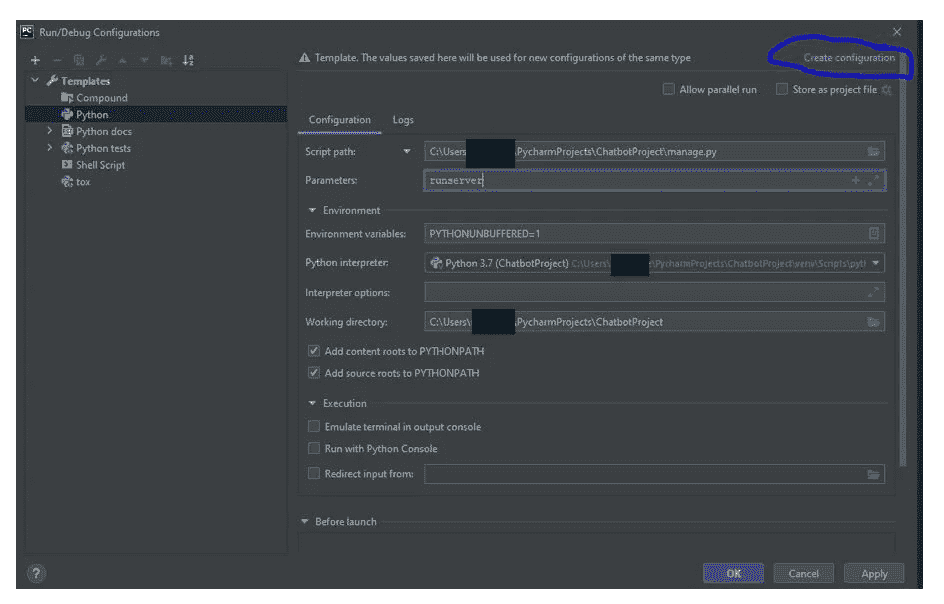 PC Run/Debug Configurations
Templates
Compound
Python
Python docs
Python tests
Shell Script
tox
Template. The values saved here will be used for new configurations of the same type
Create configuration
Allow parallel run
Store as project file
Configuration
Logs
Script path:
C:\Users PycharmProjects\ChatbotProject\manage.py
Parameters:
runserver
Environment
Environment variables:
PYTHONUNBUFFERED=1
Python interpreter:
Python 3.7 (ChatbotProject) C:\Users\ \PycharmProjects\ChatbotProject\venv\Scripts\pyt
Interpreter options:
Working directory:
C:\Users\ PycharmProjects\ChatbotProject
Add content roots to PYTHONPATH
Add source roots to PYTHONPATH
Execution
Emulate terminal in output console
Run with Python Console
Redirect input from:
Before launch
?
OK
Cancel
Apply